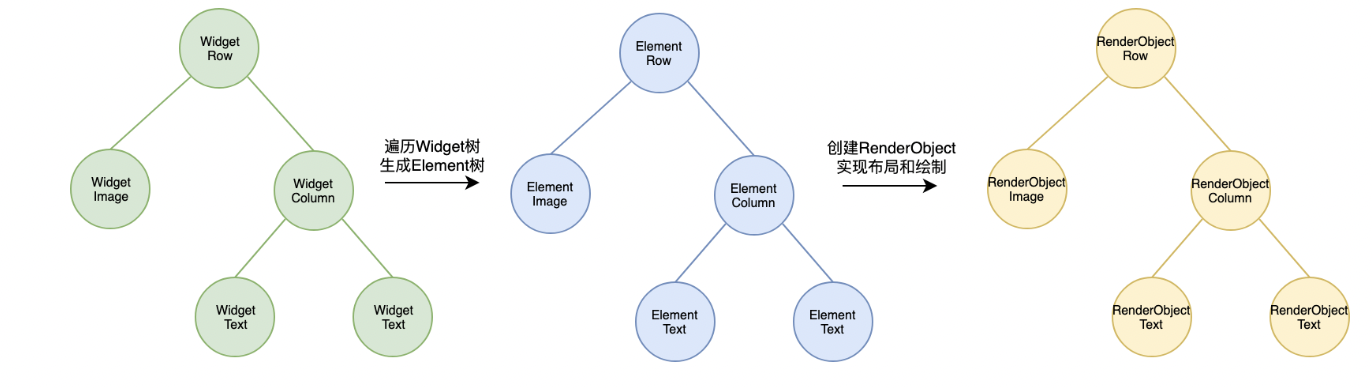 Widget
Row
Widget
Image
Widget
Column
Widget
Text
Widget
Text
遍历Widget树
生成Element树
Element
Row
Element
Image
Element
Column
Element
Text
Element
Text
创建RenderObject
实现布局和绘制
RenderObject
Row
RenderObject
Image
RenderObject
Column
RenderObject
Text
RenderObject
Text